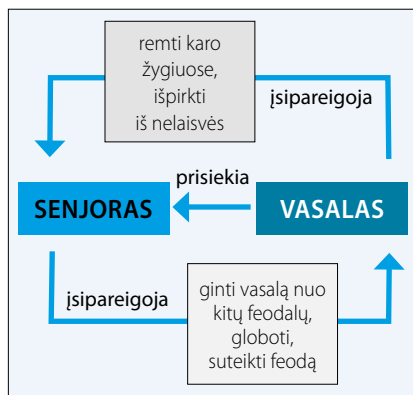 remti karo
žygiuose,
išpirkti
iš nelaisvės
įsipareigoja
prisiekia
SENJORAS
VASALAS
įsipareigoja
ginti vasalą nuo
kitų feodalų,
globoti,
suteikti feodą